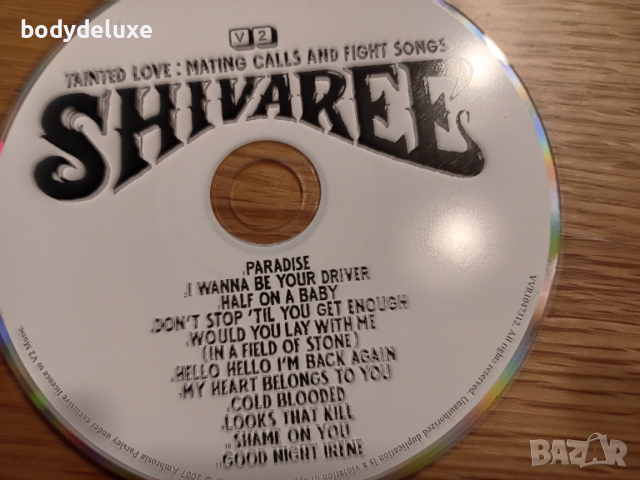 bodydeluxe
V2
TAINTED LOVE : MATING CALLS AND FIGHT SONGS
SHIVAREE
PARADISE
I WANNA BE YOUR DRIVER
HALF ON A BABY
DON'T STOP 'TIL YOU GET ENOUGH
WOULD YOU LAY WITH ME
(IN A FIELD OF STONE)
HELLO HELLO I'M BACK AGAIN
MY HEART BELONGS TO YOU
COLD BLOODED
LOOKS THAT KILL
SHAME ON YOU
GOOD NIGHT IRENE
2007 Ambrosia Parsley under exclusive licence to V2 Music.
VVR1047312. All rights reserved. Unauthorized duplication is a violation of
BAZAR